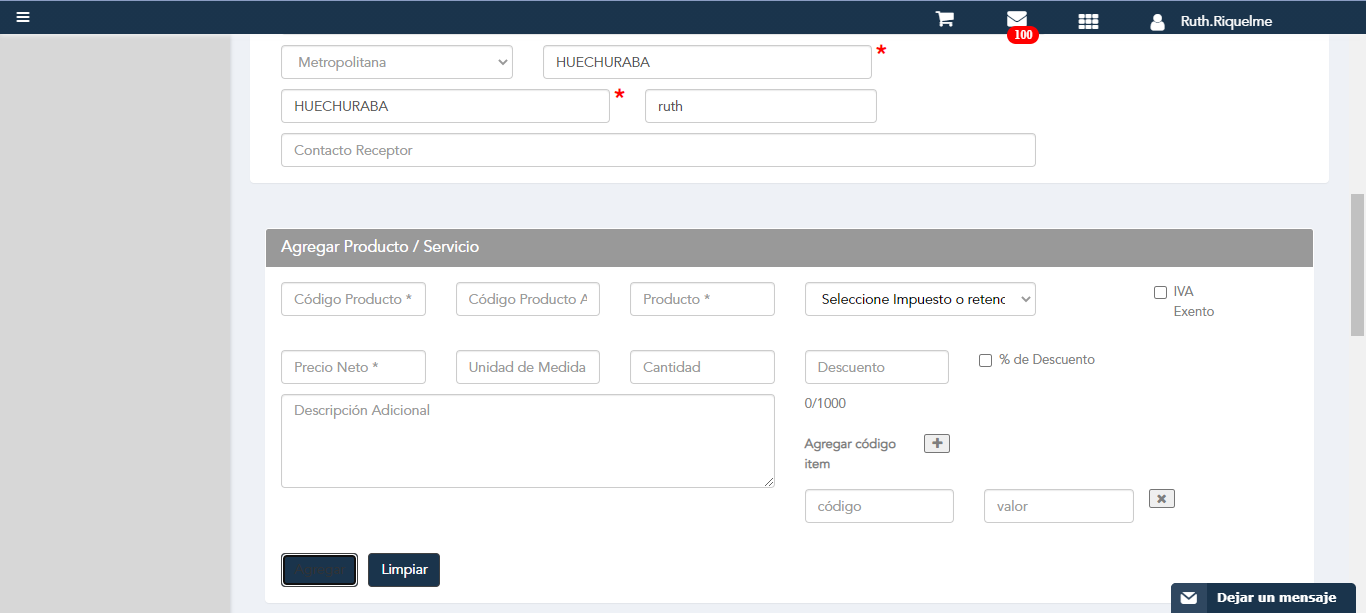 100
Ruth.Riquelme
Metropolitana
HUECHURABA
*
HUECHURABA
*
ruth
Contacto Receptor
Agregar Producto / Servicio
Código Producto *
Código Producto A
Producto *
Seleccione Impuesto o retenc
IVA
Exento
Precio Neto *
Unidad de Medida
Cantidad
Descuento
% de Descuento
Descripción Adicional
0/1000
Agregar código
item
código
valor
Limpiar
Dejar un mensaje